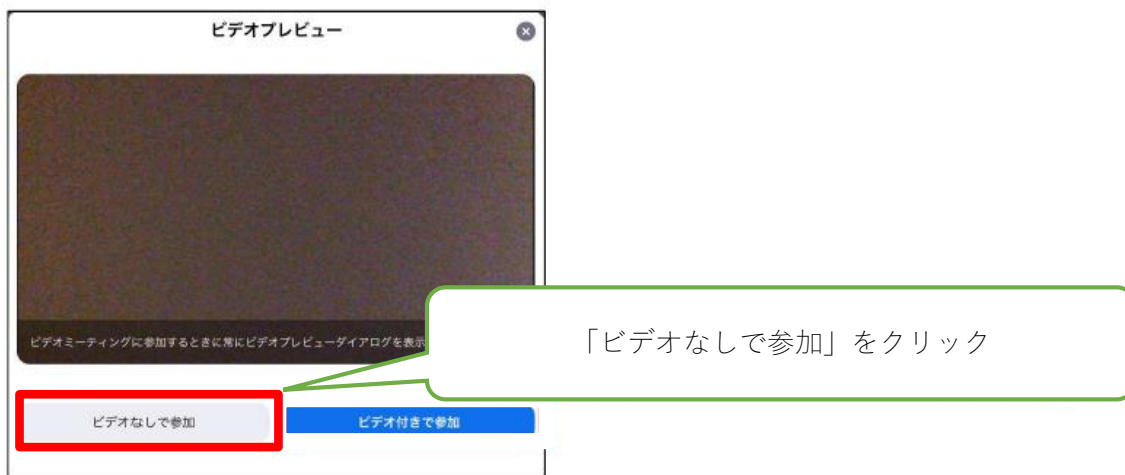 ビデオプレビュー
ビデオミーティングに参加するときに常にビデオプレビューダイアログを表示
「ビデオなしで参加」をクリック
ビデオなしで参加
ビデオ付きで参加